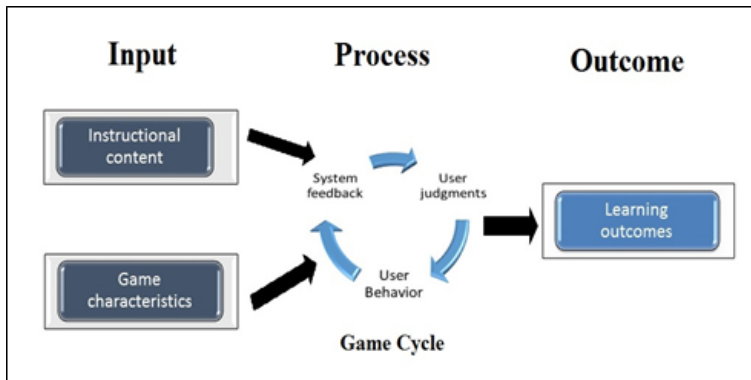 Input
Process
Outcome
Instructional
content
System
feedback
User
judgments
Learning
outcomes
Game
characteristics
User
Behavior
Game Cycle